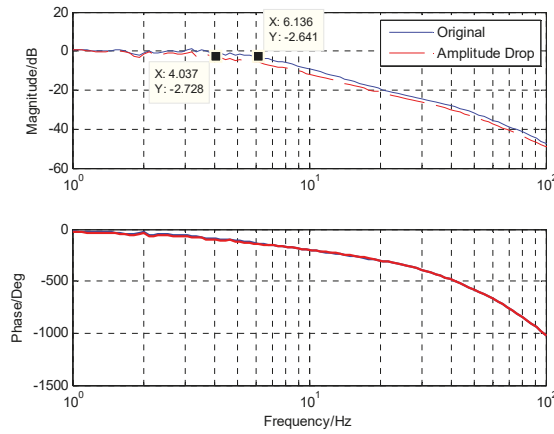 20
0
-20
-40
-60
Magnitude/dB
X: 6.136
Y: -2.641
X: 4.037
Y: -2.728
Original
Amplitude Drop
10^0
10^1
10^2
0
-500
-1000
-1500
Phase/Deg
10^0
10^1
10^2
Frequency/Hz